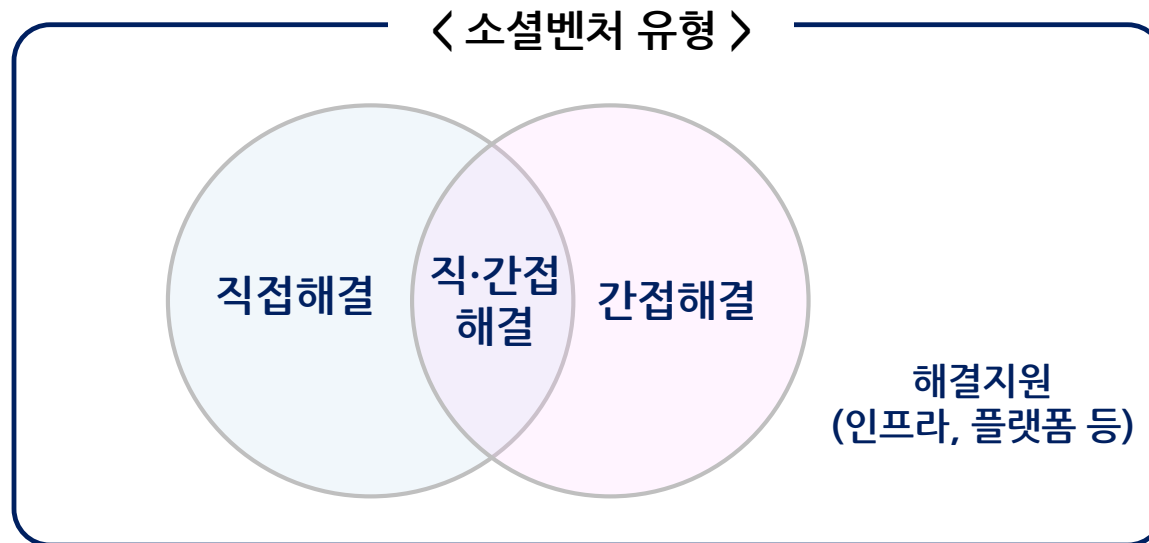 < 소셜벤처 유형 >
직접해결
직·간접
해결
간접해결
해결지원
(인프라, 플랫폼 등)